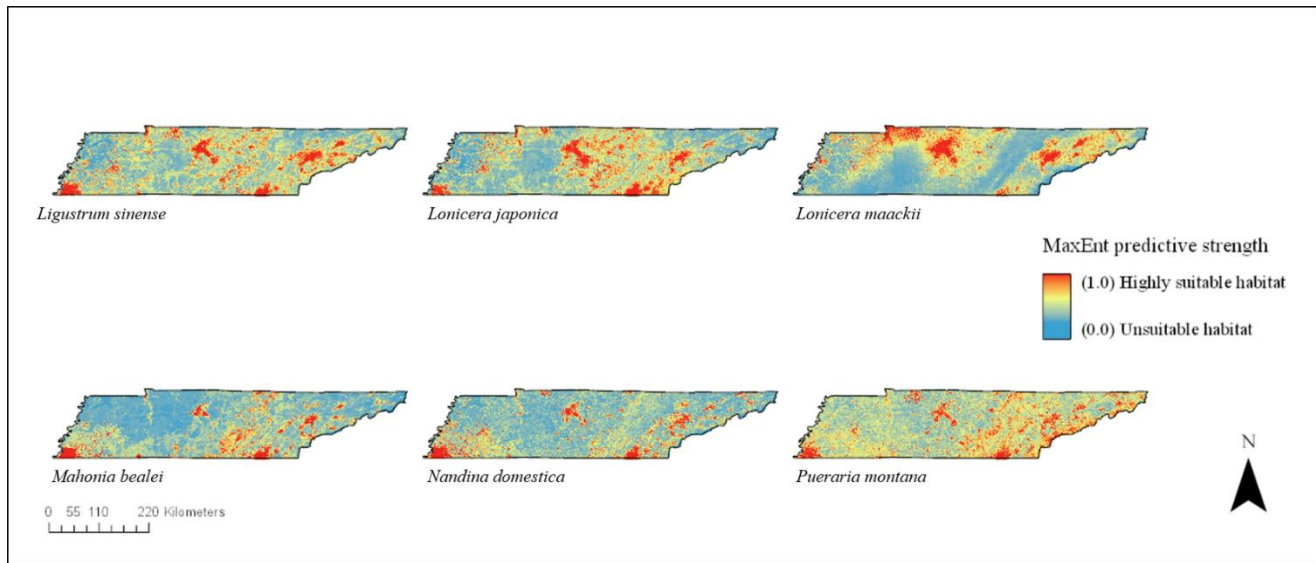 Ligustrum sinense
Lonicera japonica
Lonicera maackii
MaxEnt predictive strength
(1.0) Highly suitable habitat
(0.0) Unsuitable habitat
Mahonia bealei
Nandina domestica
Pueraria montana
N
0 55 110 220 Kilometers